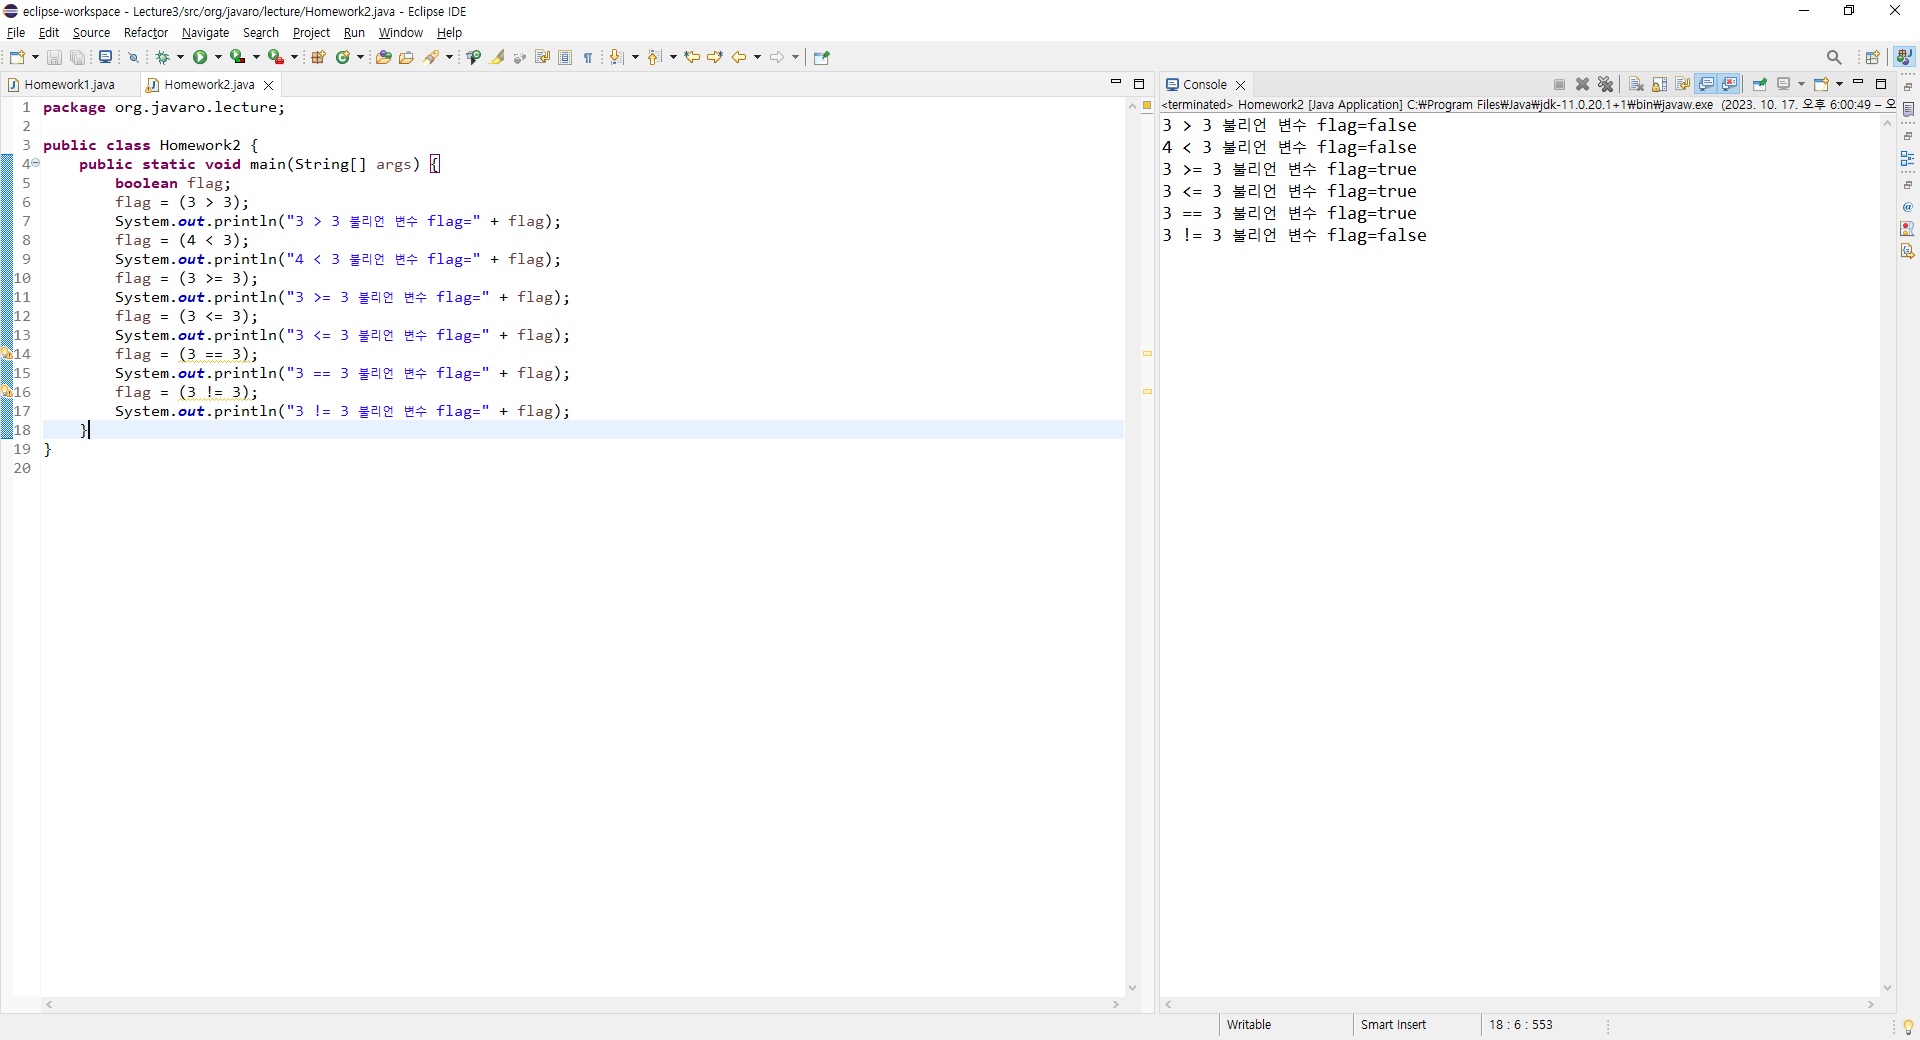 eclipse-workspace - Lecture3/src/org/javaro/lecture/Homework2.java - Eclipse IDE
File Edit Source Refactor Navigate Search Project Run Window Help
Homework1.java Homework2.java
1 package org.javaro.lecture;
2
3 public class Homework2 {
4 public static void main(String[] args) {
5 boolean flag;
6 flag = (3 > 3);
7 System.out.println("3 > 3 불리언 변수 flag=" + flag);
8 flag = (4 < 3);
9 System.out.println("4 < 3 불리언 변수 flag=" + flag);
10 flag = (3 >= 3);
11 System.out.println("3 >= 3 불리언 변수 flag=" + flag);
12 flag = (3 <= 3);
13 System.out.println("3 <= 3 불리언 변수 flag=" + flag);
14 flag = (3 == 3);
15 System.out.println("3 == 3 불리언 변수 flag=" + flag);
16 flag = (3 != 3);
17 System.out.println("3 != 3 불리언 변수 flag=" + flag);
18 }
19 }
20
Console
<terminated> Homework2 [Java Application] C:₩Program Files₩Java₩jdk-11.0.20.1+1₩bin₩javaw.exe (2023. 10. 17. 오후 6:00:49 – 오
3 > 3 불리언 변수 flag=false
4 < 3 불리언 변수 flag=false
3 >= 3 불리언 변수 flag=true
3 <= 3 불리언 변수 flag=true
3 == 3 불리언 변수 flag=true
3 != 3 불리언 변수 flag=false
Writable Smart Insert 18 : 6 : 553